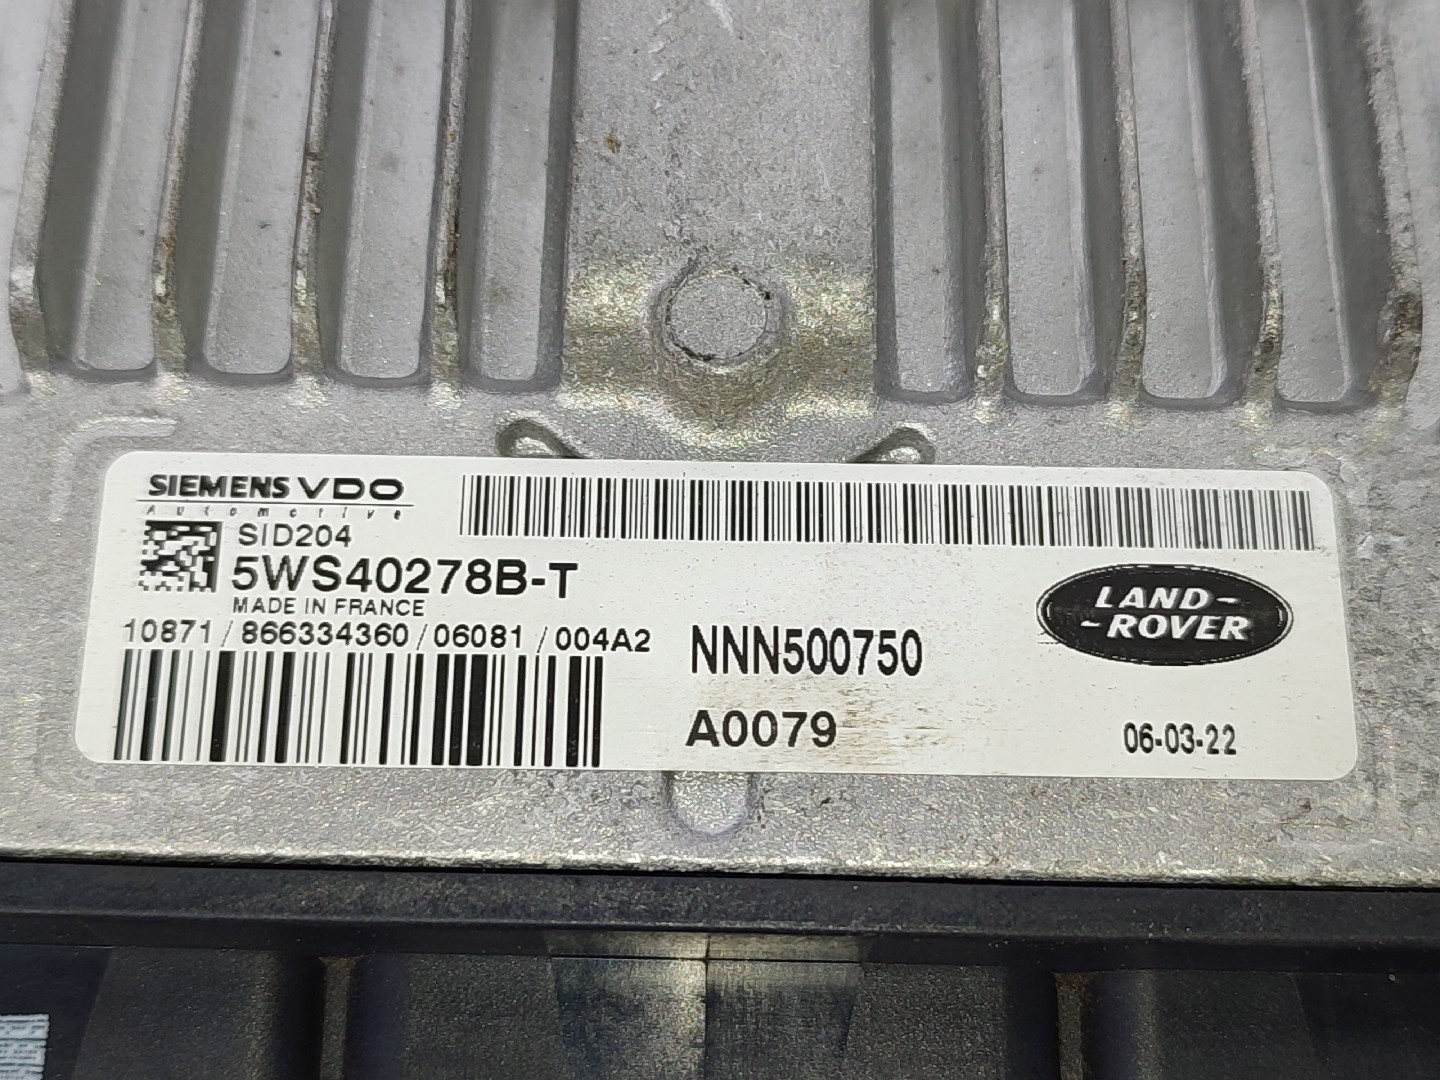 SIEMENS VDO
Automotive
SID204
5WS40278B-T
MADE IN FRANCE
10871 / 866334360 / 06081 / 004A2
NNN500750
A0079
LAND-
-ROVER
06-03-22